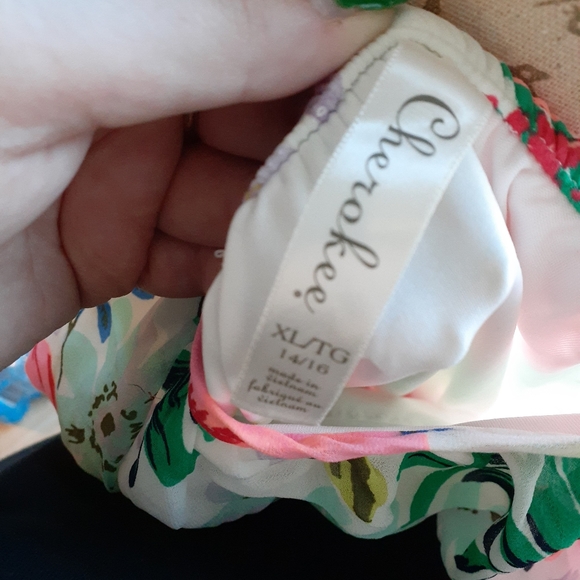 Cherokee
XL/TG
14/16
made in
vietnam
fabriqué au
vietnam